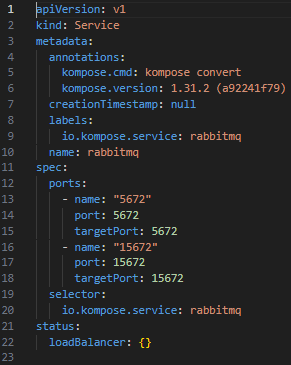 1 apiVersion: v1
2 kind: Service
3 metadata:
4   annotations:
5     kompose.cmd: kompose convert
6     kompose.version: 1.31.2 (a92241f79)
7   creationTimestamp: null
8   labels:
9     io.kompose.service: rabbitmq
10   name: rabbitmq
11 spec:
12   ports:
13     - name: "5672"
14       port: 5672
15       targetPort: 5672
16     - name: "15672"
17       port: 15672
18       targetPort: 15672
19   selector:
20     io.kompose.service: rabbitmq
21 status:
22   loadBalancer: {}
23